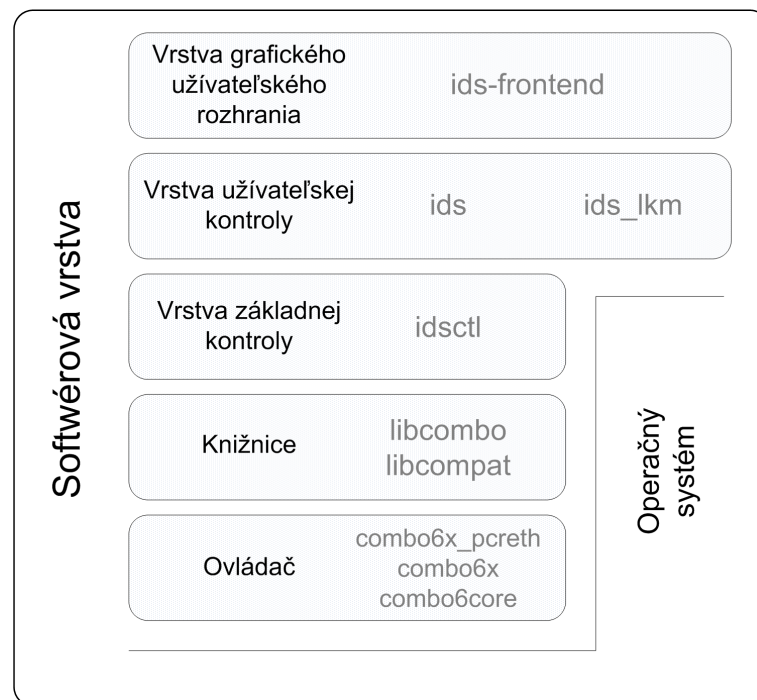 Softwérová vrstva
Vrstva grafického
užívateľského
rozhrania
ids-frontend
Vrstva užívateľskej
kontroly
ids
ids_lkm
Vrstva základnej
kontroly
idsctl
Knižnice
libcombo
libcompat
Ovládač
combo6x_pcreth
combo6x
combo6core
Operačný
systém